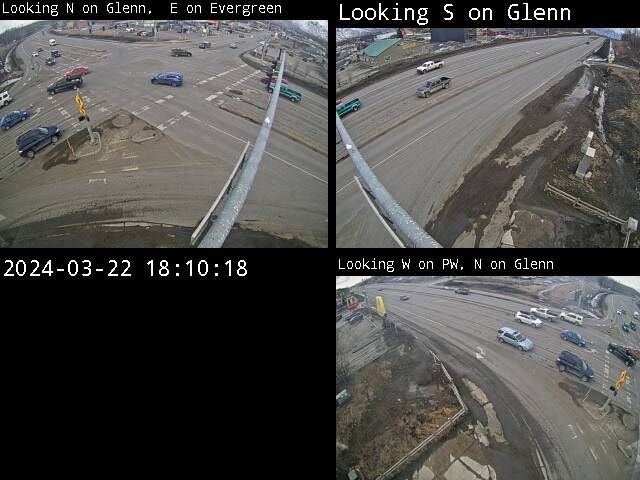 Looking N on Glenn,  E on Evergreen
Looking S on Glenn
2024-03-22 18:10:18
Looking W on PW, N on Glenn